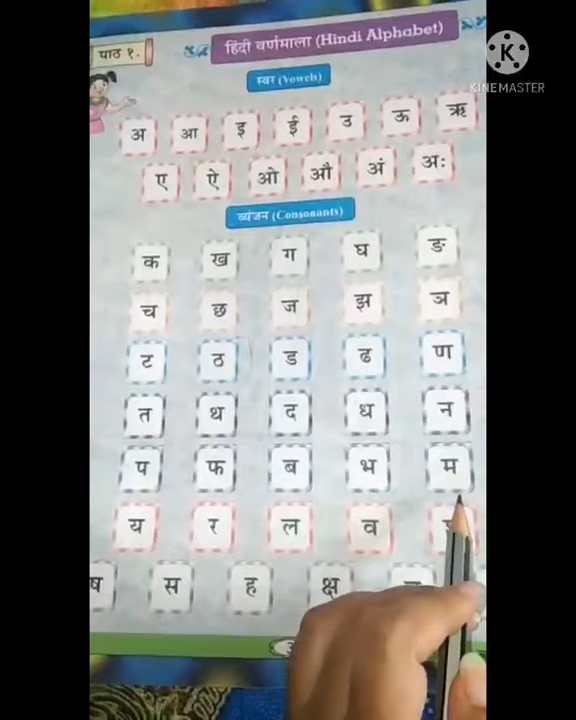 पाठ १.
हिंदी वर्णमाला (Hindi Alphabet)
स्वर (Vowels)
अ आ इ ई उ ऊ ऋ
ए ऐ ओ औ अं अः
व्यंजन (Consonants)
क ख ग घ ङ
च छ ज झ ञ
ट ठ ड ढ ण
त थ द ध न
प फ ब भ म
य र ल व
ष स ह क्ष
K
KINEMASTER